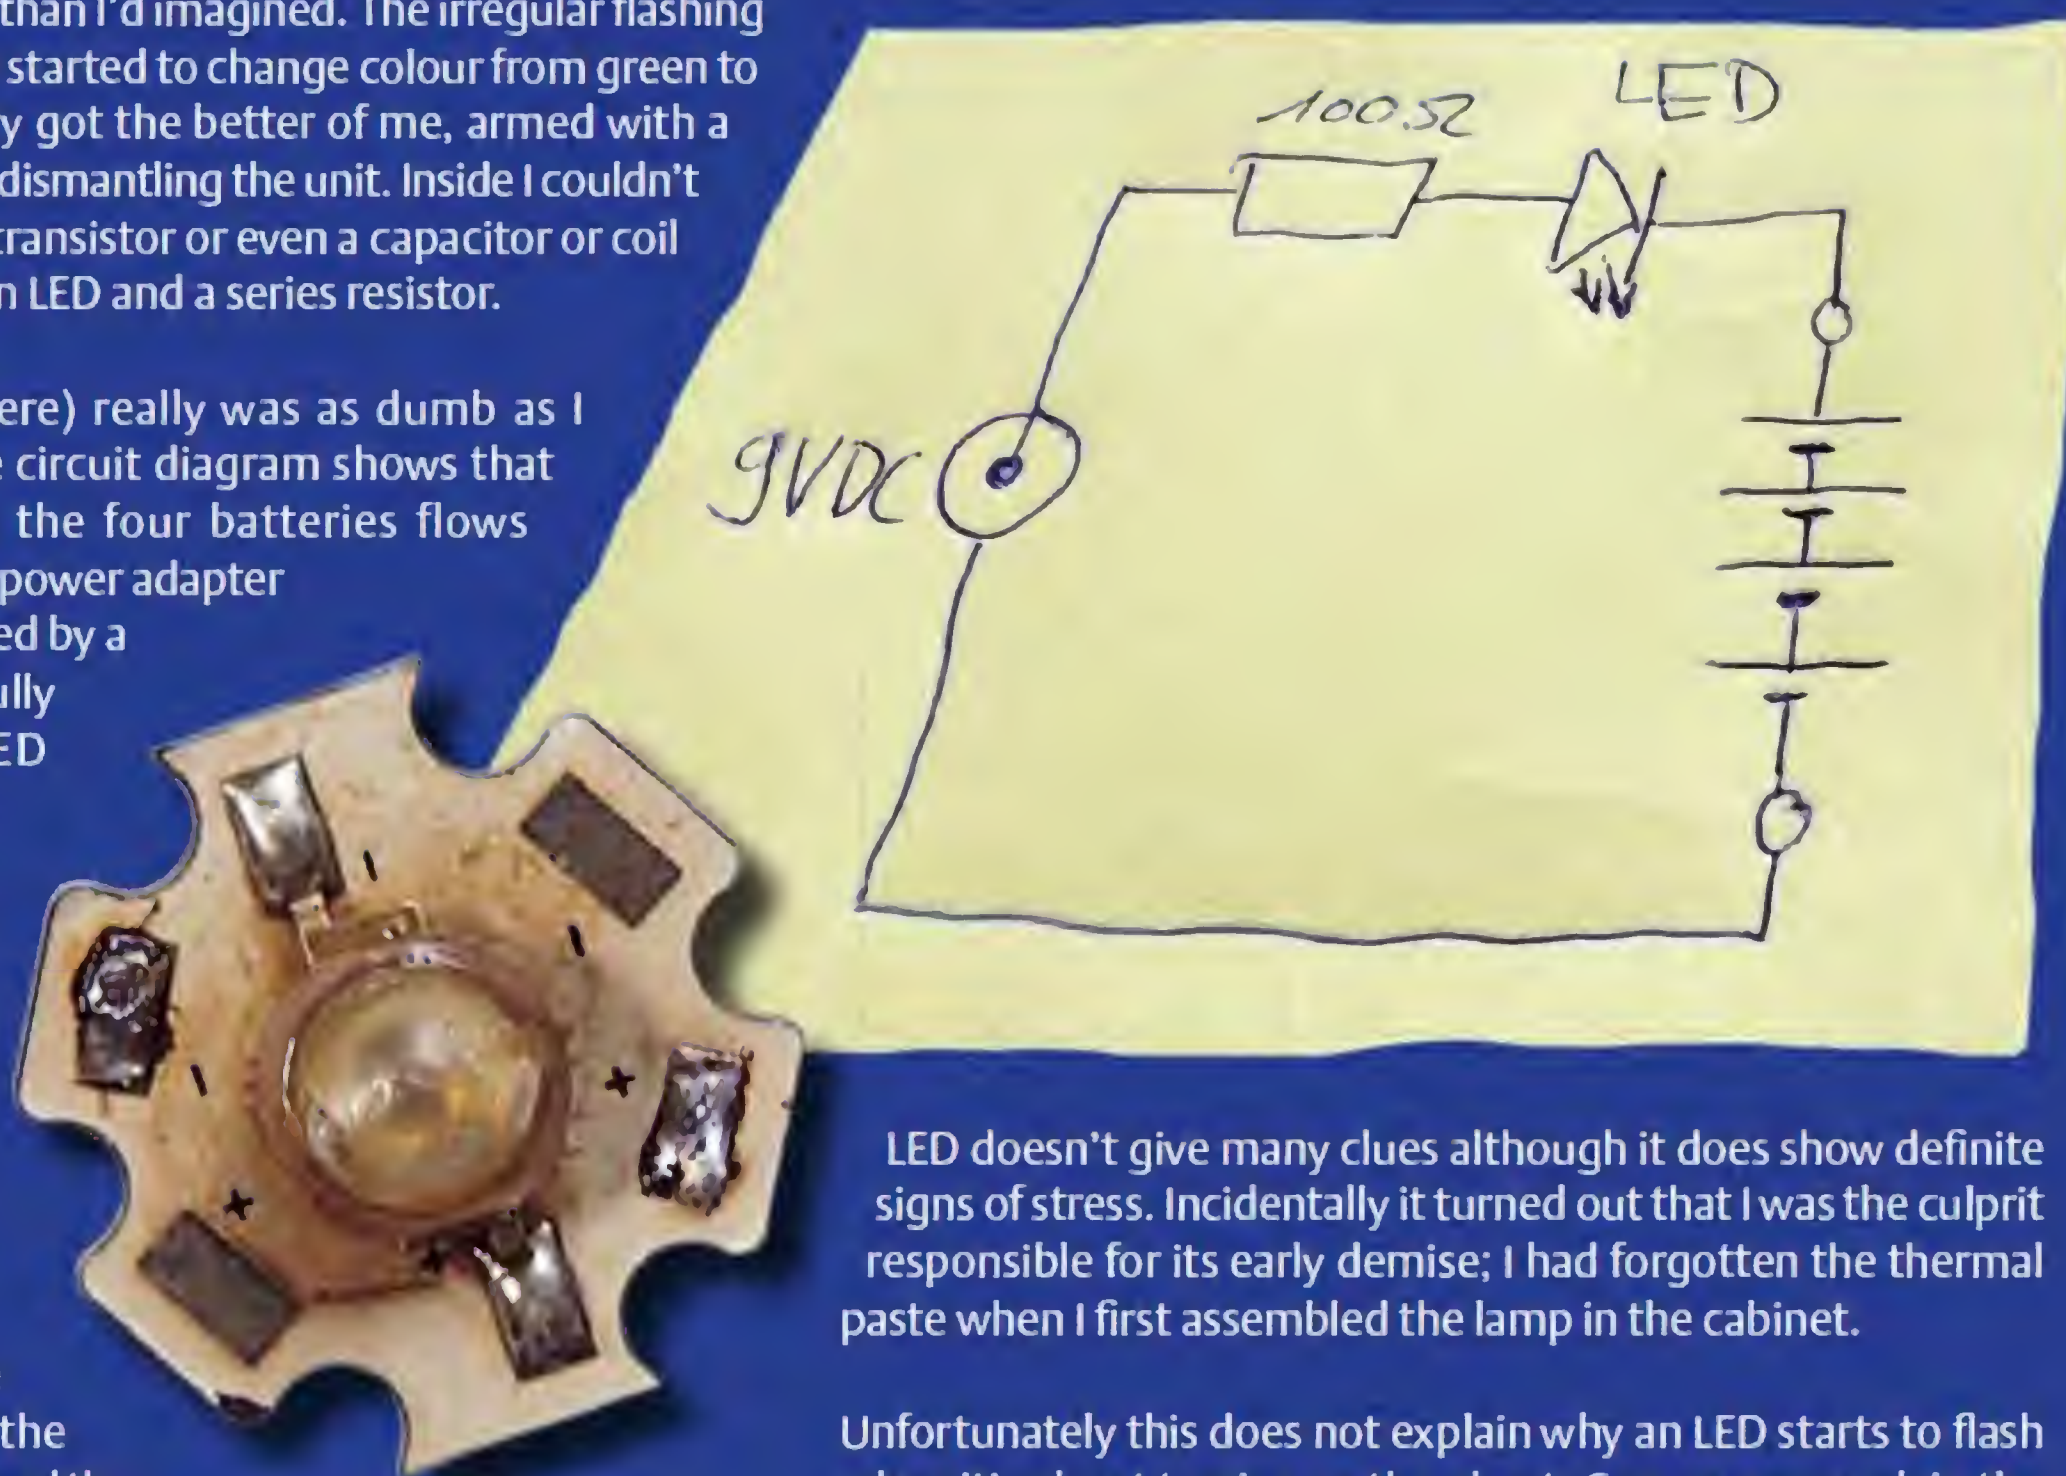 than I'd imagined. The irregular flashing
started to change colour from green to
y got the better of me, armed with a
dismantling the unit. Inside I couldn't
transistor or even a capacitor or coil
n LED and a series resistor.
ere) really was as dumb as I
e circuit diagram shows that
the four batteries flows
power adapter
ed by a
ully
ED
the
100Ω
LED
9VDC
LED doesn't give many clues although it does show definite
signs of stress. Incidentally it turned out that I was the culprit
responsible for its early demise; I had forgotten the thermal
paste when I first assembled the lamp in the cabinet.
Unfortunately this does not explain why an LED starts to flash